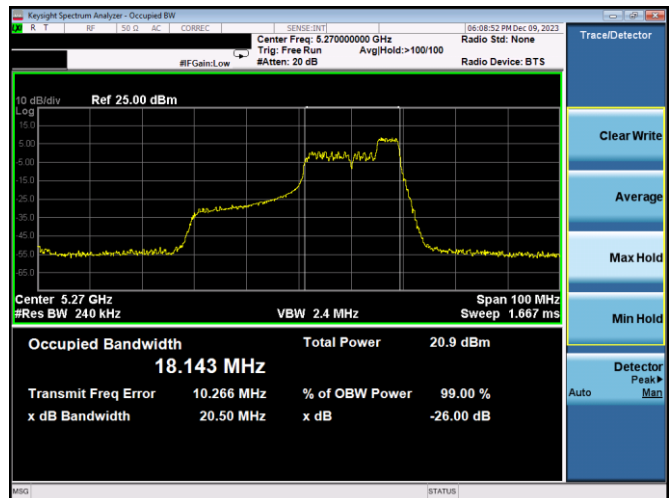 Keysight Spectrum Analyzer - Occupied BW
R T RF 50 Ω AC CORREC SENSE:INT 06:08:52 PM Dec 09, 2023
Center Freq: 5.270000000 GHz Radio Std: None
Trig: Free Run Avg|Hold:>100/100
#IFGain:Low #Atten: 20 dB Radio Device: BTS
10 dB/div Ref 25.00 dBm
Log
15.0
5.00
-5.00
-15.0
-25.0
-35.0
-45.0
-55.0
-65.0
Center 5.27 GHz Span 100 MHz
#Res BW 240 kHz VBW 2.4 MHz Sweep 1.667 ms
Occupied Bandwidth Total Power 20.9 dBm
18.143 MHz
Transmit Freq Error 10.266 MHz % of OBW Power 99.00 %
x dB Bandwidth 20.50 MHz x dB -26.00 dB
MSG STATUS
Trace/Detector
Clear Write
Average
Max Hold
Min Hold
Detector
Peak▶
Auto Man